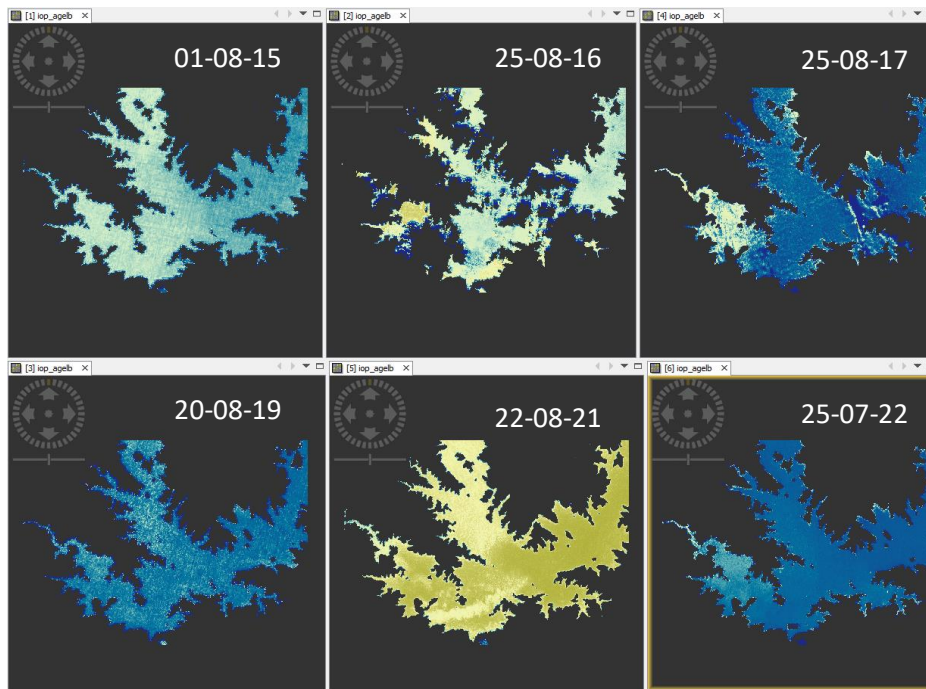 [1] iop_agelb
[2] iop_agelb
[4] iop_agelb
01-08-15
25-08-16
25-08-17
[3] iop_agelb
[5] iop_agelb
[6] iop_agelb
20-08-19
22-08-21
25-07-22